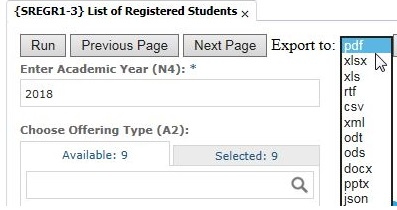 {SREGR1-3} List of Registered Students x
Run Previous Page Next Page Export to: pdf
xlsx
xls
rtf
csv
xml
odt
ods
docx
pptx
json
Enter Academic Year (N4): *
2018
Choose Offering Type (A2):
Available: 9 Selected: 9